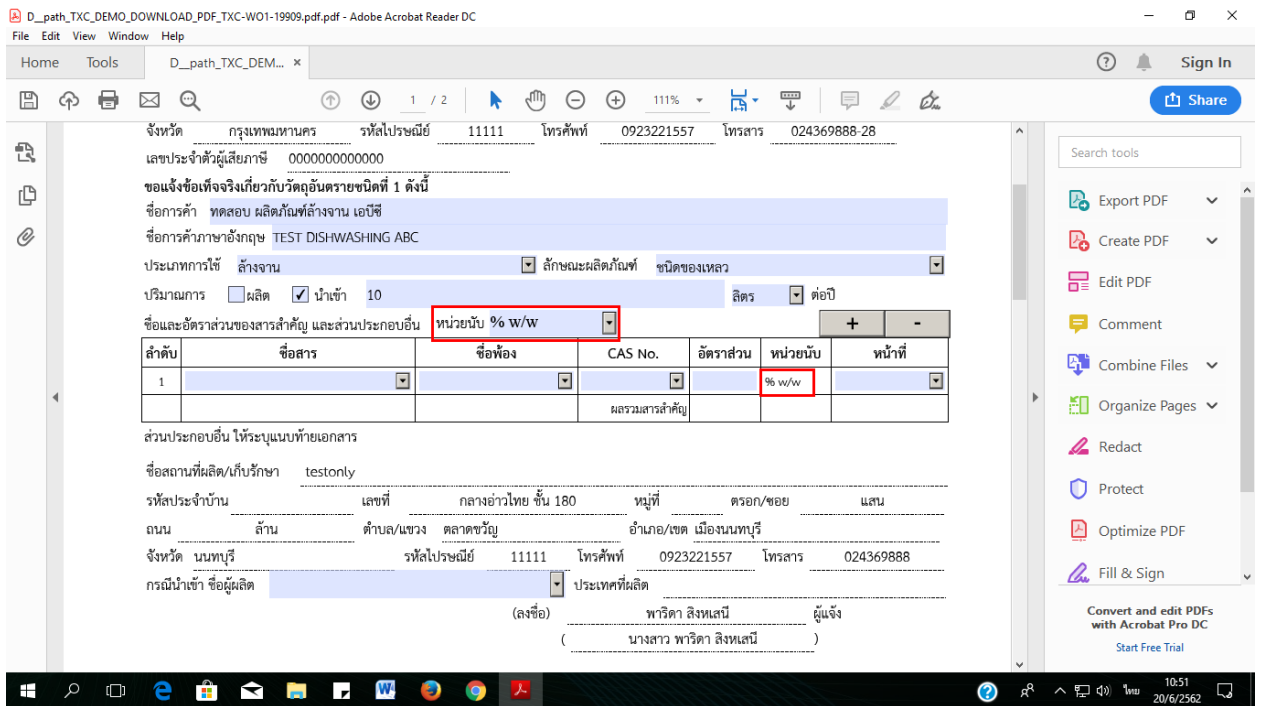 D__path_TXC_DEMO_DOWNLOAD_PDF_TXC-WO1-19909.pdf.pdf - Adobe Acrobat Reader DC
File Edit View Window Help
Home Tools D__path_TXC_DEM... × Sign In
1 / 2 111% Share
จังหวัด กรุงเทพมหานคร รหัสไปรษณีย์ 11111 โทรศัพท์ 0923221557 โทรสาร 024369888-28
เลขประจำตัวผู้เสียภาษี 0000000000000
ขอแจ้งข้อเท็จจริงเกี่ยวกับวัตถุอันตรายชนิดที่ 1 ดังนี้
ชื่อการค้า ทดสอบ ผลิตภัณฑ์ล้างจาน เอบีซี
ชื่อการค้าภาษาอังกฤษ TEST DISHWASHING ABC
ประเภทการใช้ ล้างจาน ลักษณะผลิตภัณฑ์ ชนิดของเหลว
ปริมาณการ ผลิต ✓ นำเข้า 10 ลิตร ต่อปี
ชื่อและอัตราส่วนของสารสำคัญ และส่วนประกอบอื่น หน่วยนับ % w/w + -
ลำดับ ชื่อสาร ชื่อพ้อง CAS No. อัตราส่วน หน่วยนับ หน้าที่
1 % w/w
ผลรวมสารสำคัญ
ส่วนประกอบอื่น ให้ระบุแนบท้ายเอกสาร
ชื่อสถานที่ผลิต/เก็บรักษา testonly
รหัสประจำบ้าน เลขที่ กลางอ่าวไทย ชั้น 180 หมู่ที่ ตรอก/ซอย แสน
ถนน ล้าน ตำบล/แขวง ตลาดขวัญ อำเภอ/เขต เมืองนนทบุรี
จังหวัด นนทบุรี รหัสไปรษณีย์ 11111 โทรศัพท์ 0923221557 โทรสาร 024369888
กรณีนำเข้า ชื่อผู้ผลิต ประเทศที่ผลิต
(ลงชื่อ) พาริดา สิงหเสนี ผู้แจ้ง
( นางสาว พาริดา สิงหเสนี )
Search tools
Export PDF
Create PDF
Edit PDF
Comment
Combine Files
Organize Pages
Redact
Protect
Optimize PDF
Fill & Sign
Convert and edit PDFs
with Acrobat Pro DC
Start Free Trial
ไทย 10:51
20/6/2562